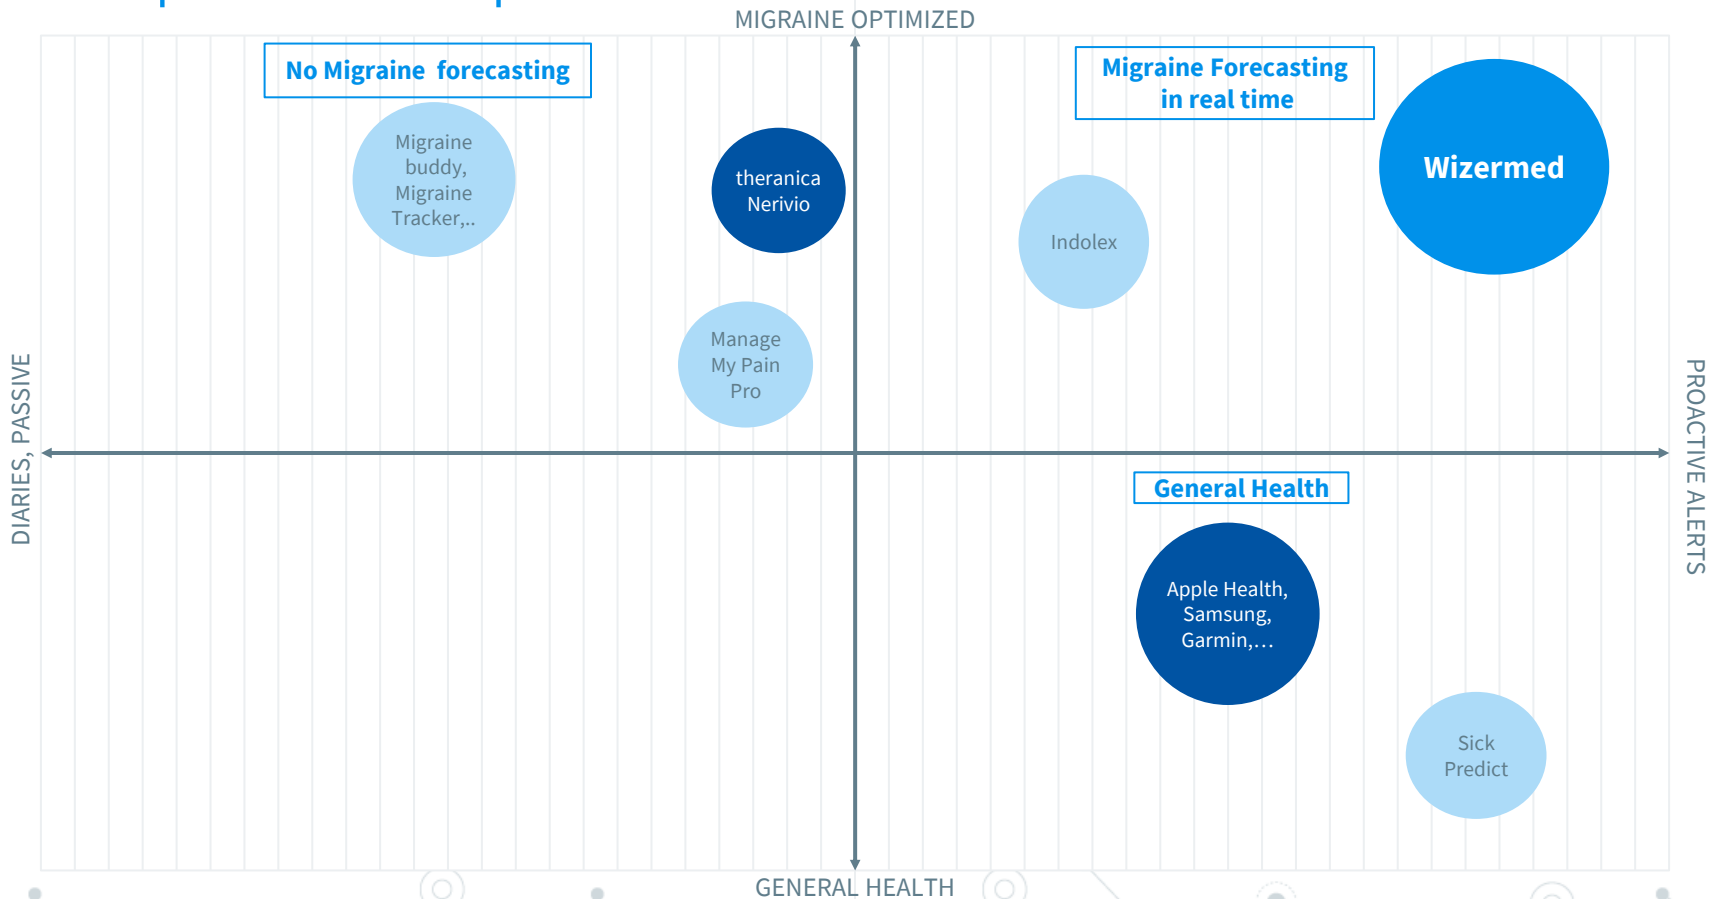 MIGRAINE OPTIMIZED
No Migraine  forecasting
Migraine Forecasting
in real time
Migraine
buddy,
Migraine
Tracker,..
theranica
Nerivio
Indolex
Wizermed
Manage
My Pain
Pro
DIARIES, PASSIVE
PROACTIVE ALERTS
General Health
Apple Health,
Samsung,
Garmin,…
Sick
Predict
GENERAL HEALTH